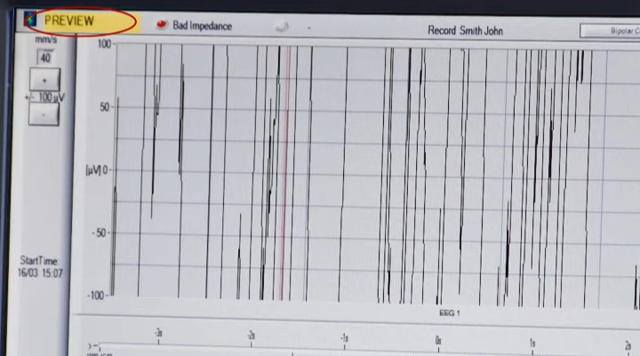 PREVIEW
Bad Impedance
-
Record Smith John
Bipolar C
mm/s
40
+
+/- 100 µV
-
100
50
[µV] 0
-50
-100
StartTime:
16/03 15:07
EEG 1
-3s
-2s
-1s
0s
1s
2s